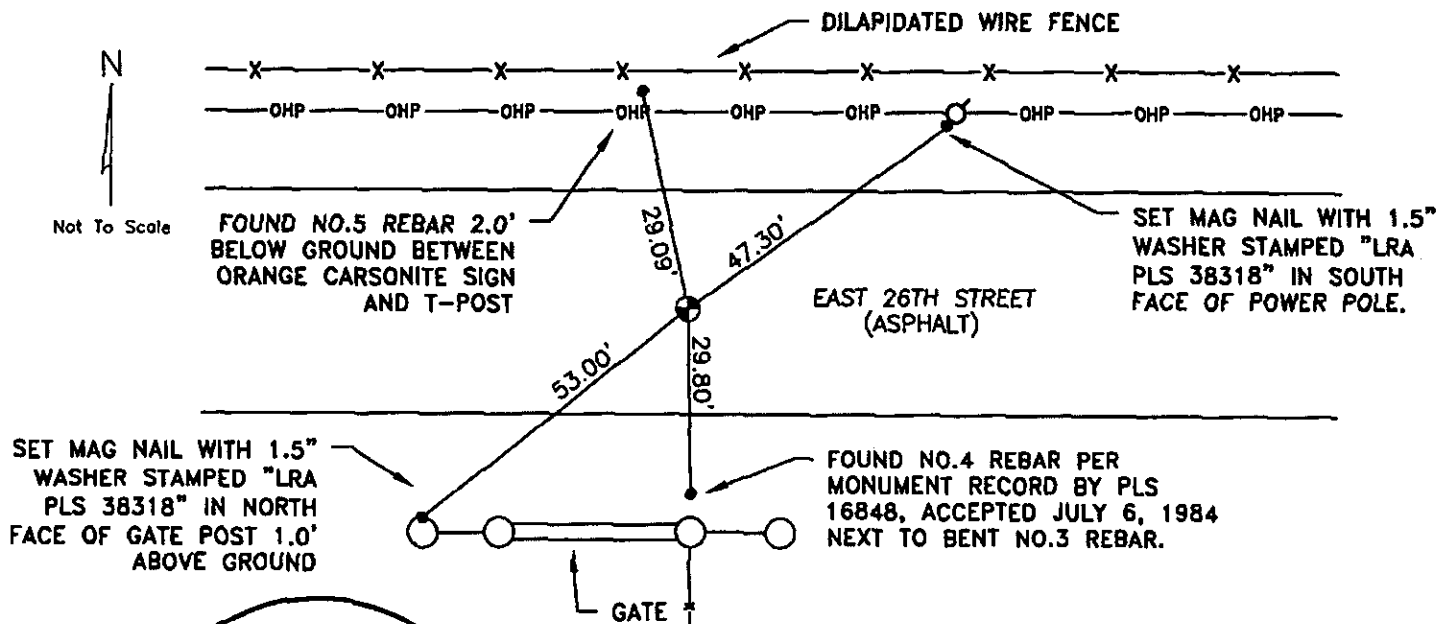 DILAPIDATED WIRE FENCE
N
X X X X X X X X X
OHP OHP OHP OHP OHP OHP OHP OHP OHP
Not To Scale
FOUND NO.5 REBAR 2.0'
BELOW GROUND BETWEEN
ORANGE CARSONITE SIGN
AND T-POST
29.09'
47.30'
SET MAG NAIL WITH 1.5"
WASHER STAMPED "LRA
PLS 38318" IN SOUTH
FACE OF POWER POLE.
EAST 26TH STREET
(ASPHALT)
53.00'
29.80'
SET MAG NAIL WITH 1.5"
WASHER STAMPED "LRA
PLS 38318" IN NORTH
FACE OF GATE POST 1.0'
ABOVE GROUND
FOUND NO.4 REBAR PER
MONUMENT RECORD BY PLS
16848, ACCEPTED JULY 6, 1984
NEXT TO BENT NO.3 REBAR.
GATE
X